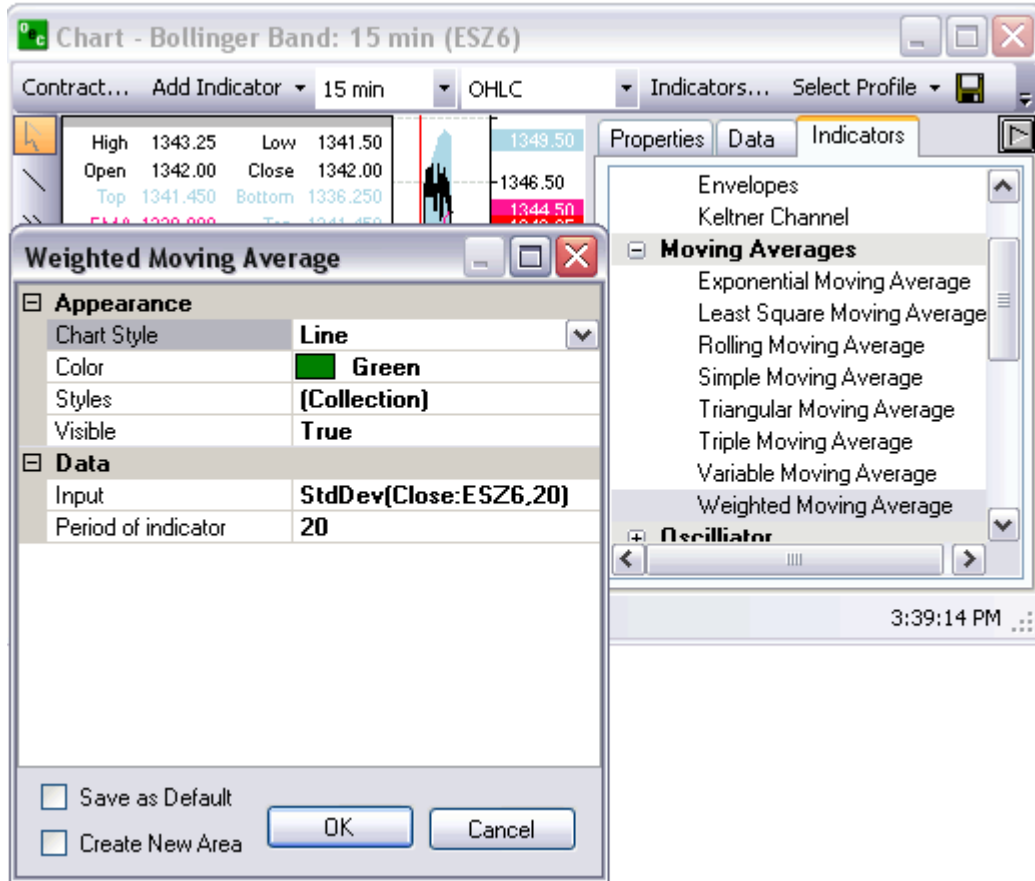 Oec Chart - Bollinger Band: 15 min (ESZ6)
Contract... Add Indicator 15 min OHLC Indicators... Select Profile
High 1343.25 Low 1341.50
Open 1342.00 Close 1342.00
Top 1341.450 Bottom 1336.250
1349.50
1346.50
1344.50
Properties Data Indicators
Envelopes
Keltner Channel
Moving Averages
Exponential Moving Average
Least Square Moving Average
Rolling Moving Average
Simple Moving Average
Triangular Moving Average
Triple Moving Average
Variable Moving Average
Weighted Moving Average
Oscilliator
3:39:14 PM
Weighted Moving Average
Appearance
Chart Style Line
Color Green
Styles (Collection)
Visible True
Data
Input StdDev(Close:ESZ6,20)
Period of indicator 20
Save as Default
Create New Area
OK Cancel